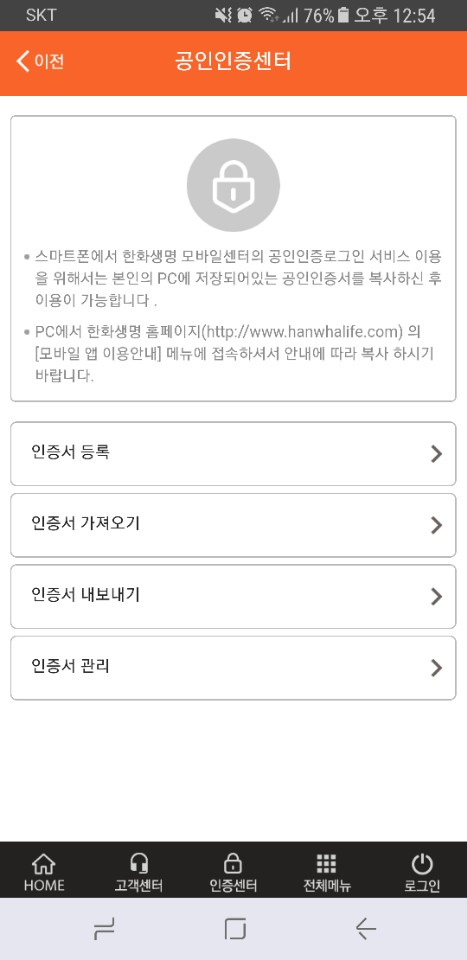 SKT 76% 오후 12:54
이전 공인인증센터
스마트폰에서 한화생명 모바일센터의 공인인증로그인 서비스 이용
을 위해서는 본인의 PC에 저장되어있는 공인인증서를 복사하신 후
이용이 가능합니다 .
PC에서 한화생명 홈페이지(http://www.hanwhalife.com) 의
[모바일 앱 이용안내] 메뉴에 접속하셔서 안내에 따라 복사 하시기
바랍니다.
인증서 등록
인증서 가져오기
인증서 내보내기
인증서 관리
HOME 고객센터 인증센터 전체메뉴 로그인